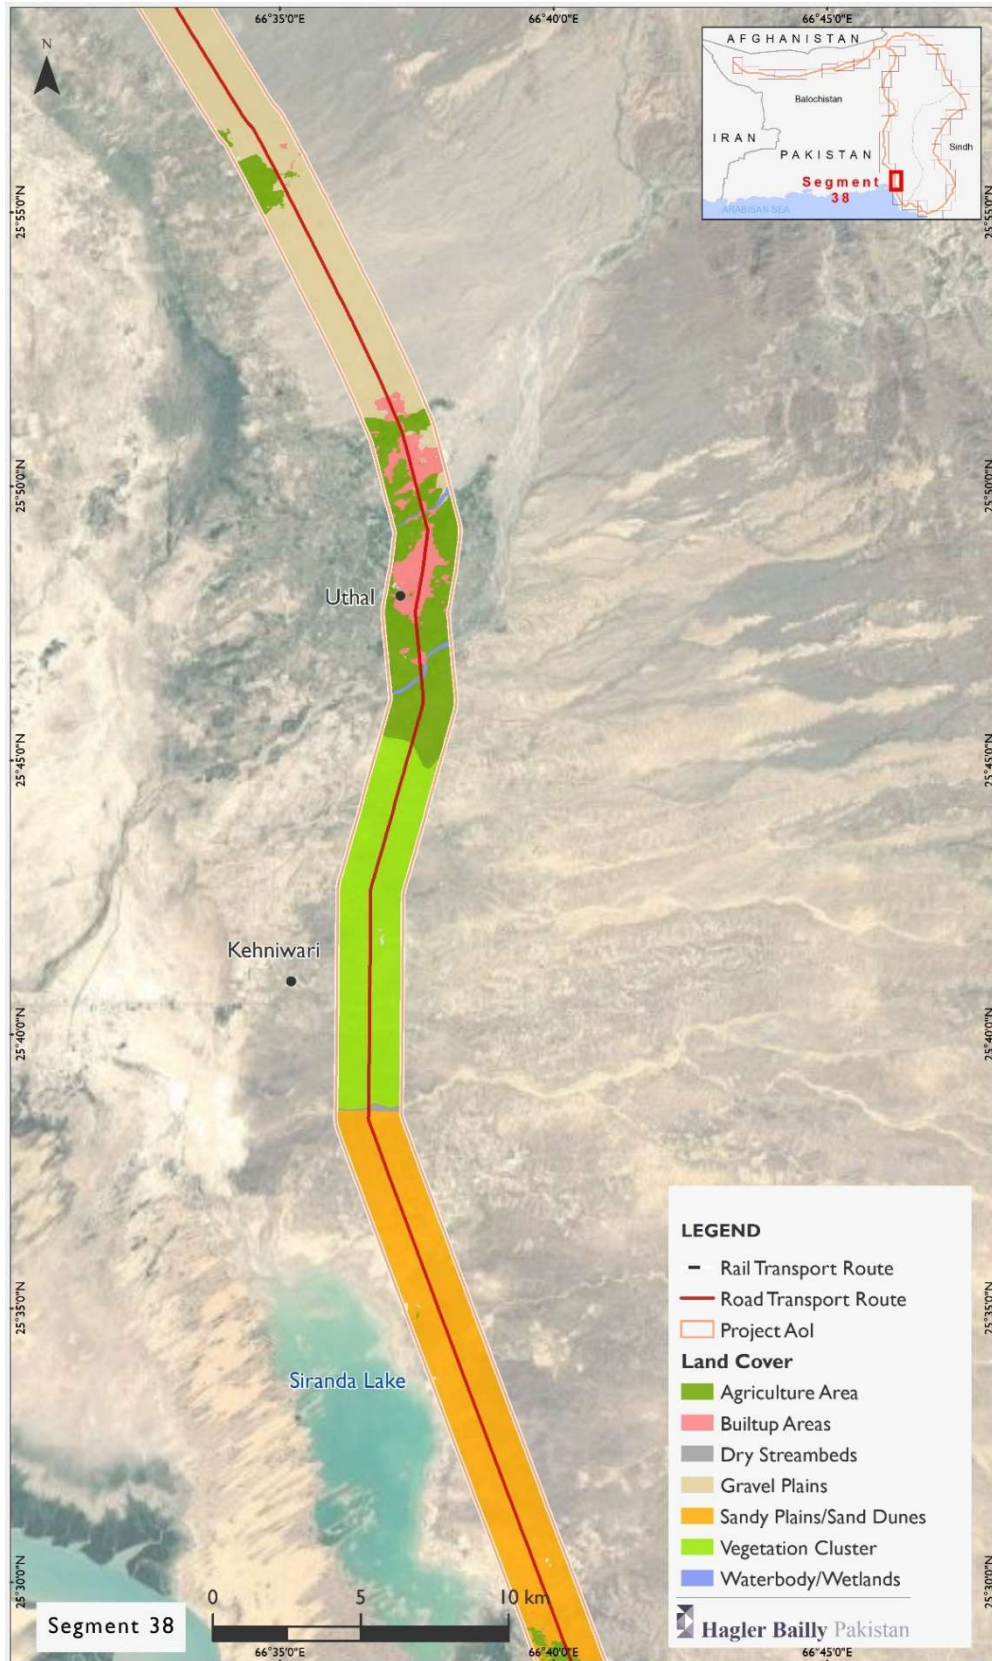 66°35'0"E
66°40'0"E
66°45'0"E
N
AFGHANISTAN
Balochistan
IRAN
PAKISTAN
Sindh
Segment
38
ARABISAN SEA
25°55'0"N
25°55'0"N
25°50'0"N
25°50'0"N
Uthal
25°45'0"N
25°45'0"N
Kehniwari
25°40'0"N
25°40'0"N
LEGEND
Rail Transport Route
Road Transport Route
Project AoI
Land Cover
Agriculture Area
Builtup Areas
Dry Streambeds
Gravel Plains
Sandy Plains/Sand Dunes
Vegetation Cluster
Waterbody/Wetlands
Hagler Bailly Pakistan
25°35'0"N
25°35'0"N
Siranda Lake
25°30'0"N
25°30'0"N
0 5 10 km
Segment 38
66°35'0"E
66°40'0"E
66°45'0"E